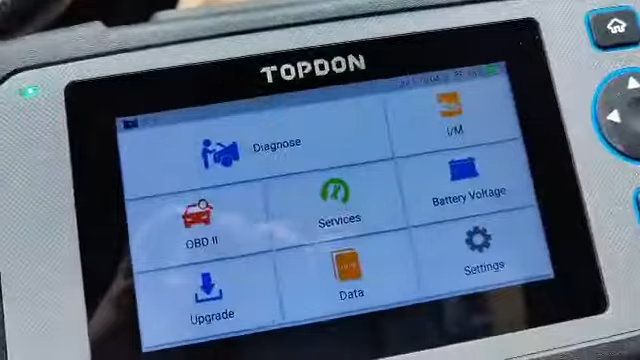 TOPDON
Diagnose
I/M
OBD II
Services
Battery Voltage
Upgrade
Data
Settings